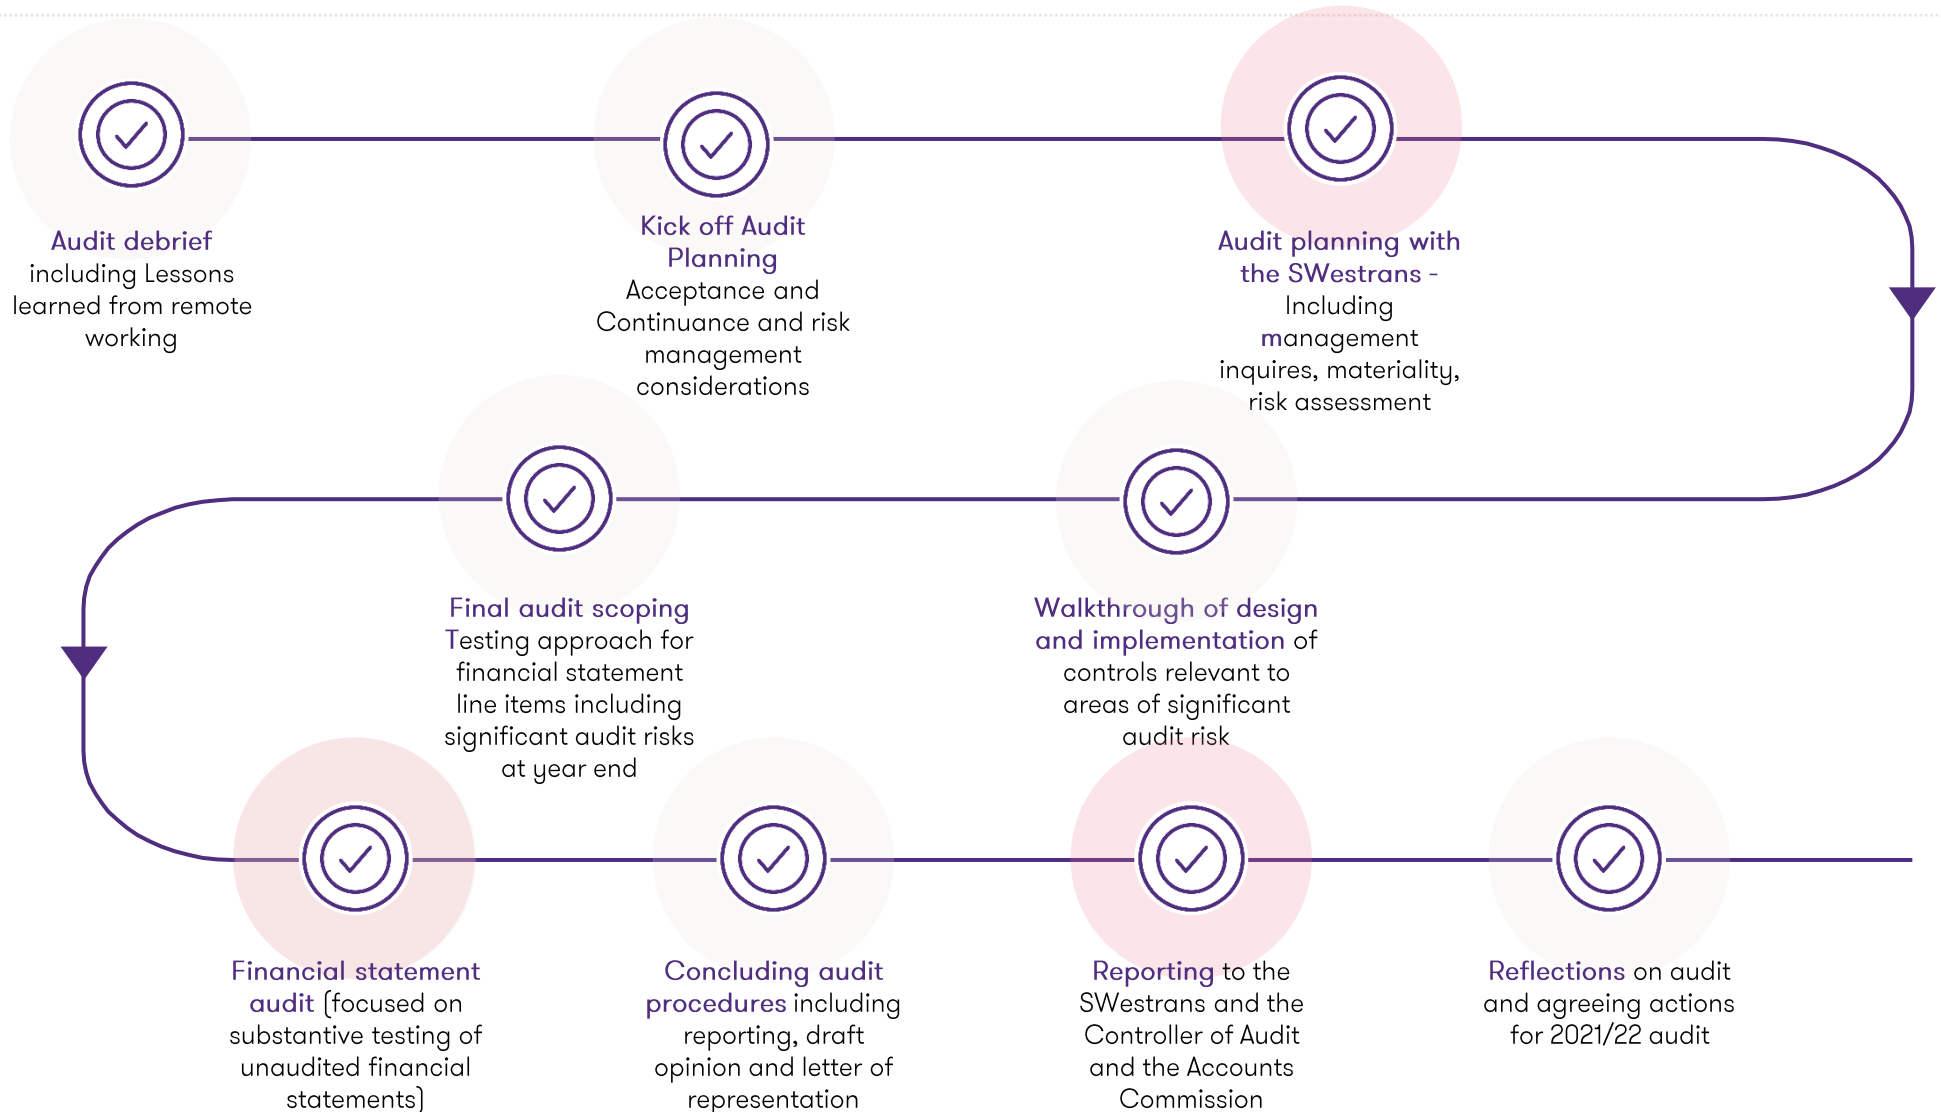 Audit debrief
including Lessons
learned from remote
working
Kick off Audit
Planning
Acceptance and
Continuance and risk
management
considerations
Audit planning with
the SWestrans -
Including
management
inquires, materiality,
risk assessment
Walkthrough of design
and implementation of
controls relevant to
areas of significant
audit risk
Final audit scoping
Testing approach for
financial statement
line items including
significant audit risks
at year end
Financial statement
audit (focused on
substantive testing of
unaudited financial
statements)
Concluding audit
procedures including
reporting, draft
opinion and letter of
representation
Reporting to the
SWestrans and the
Controller of Audit
and the Accounts
Commission
Reflections on audit
and agreeing actions
for 2021/22 audit